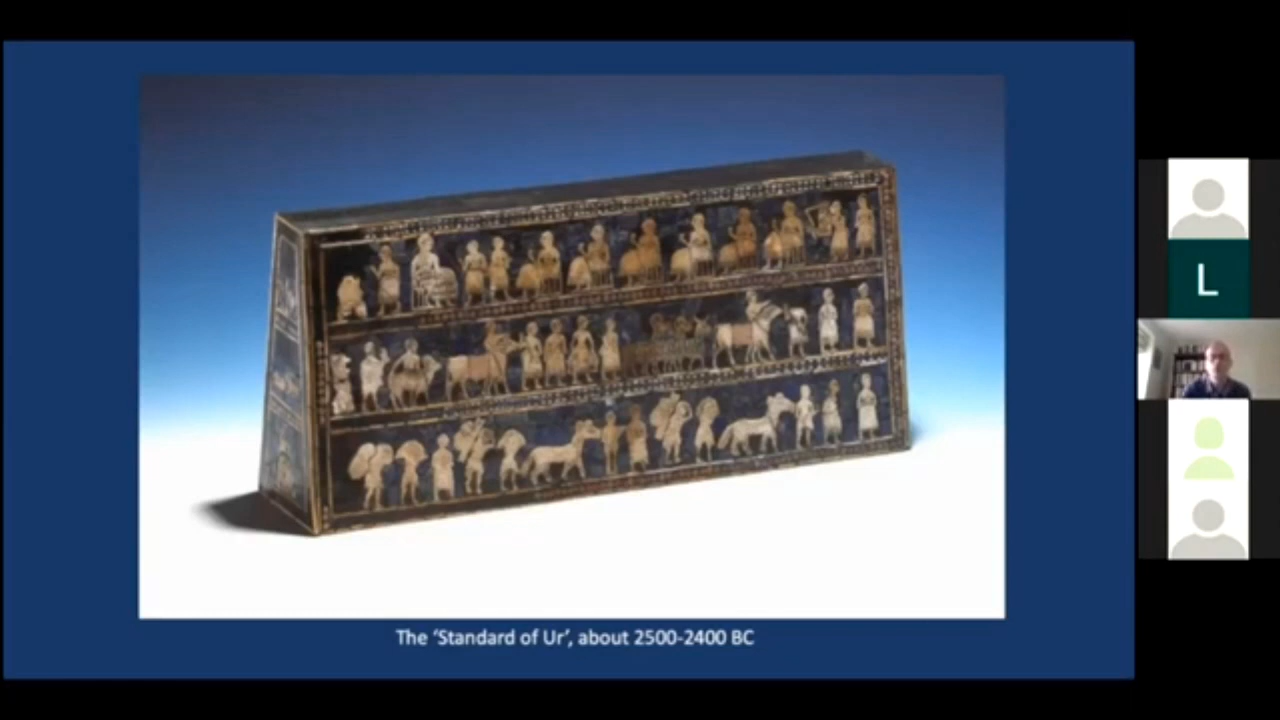 The ‘Standard of Ur’, about 2500-2400 BC
L